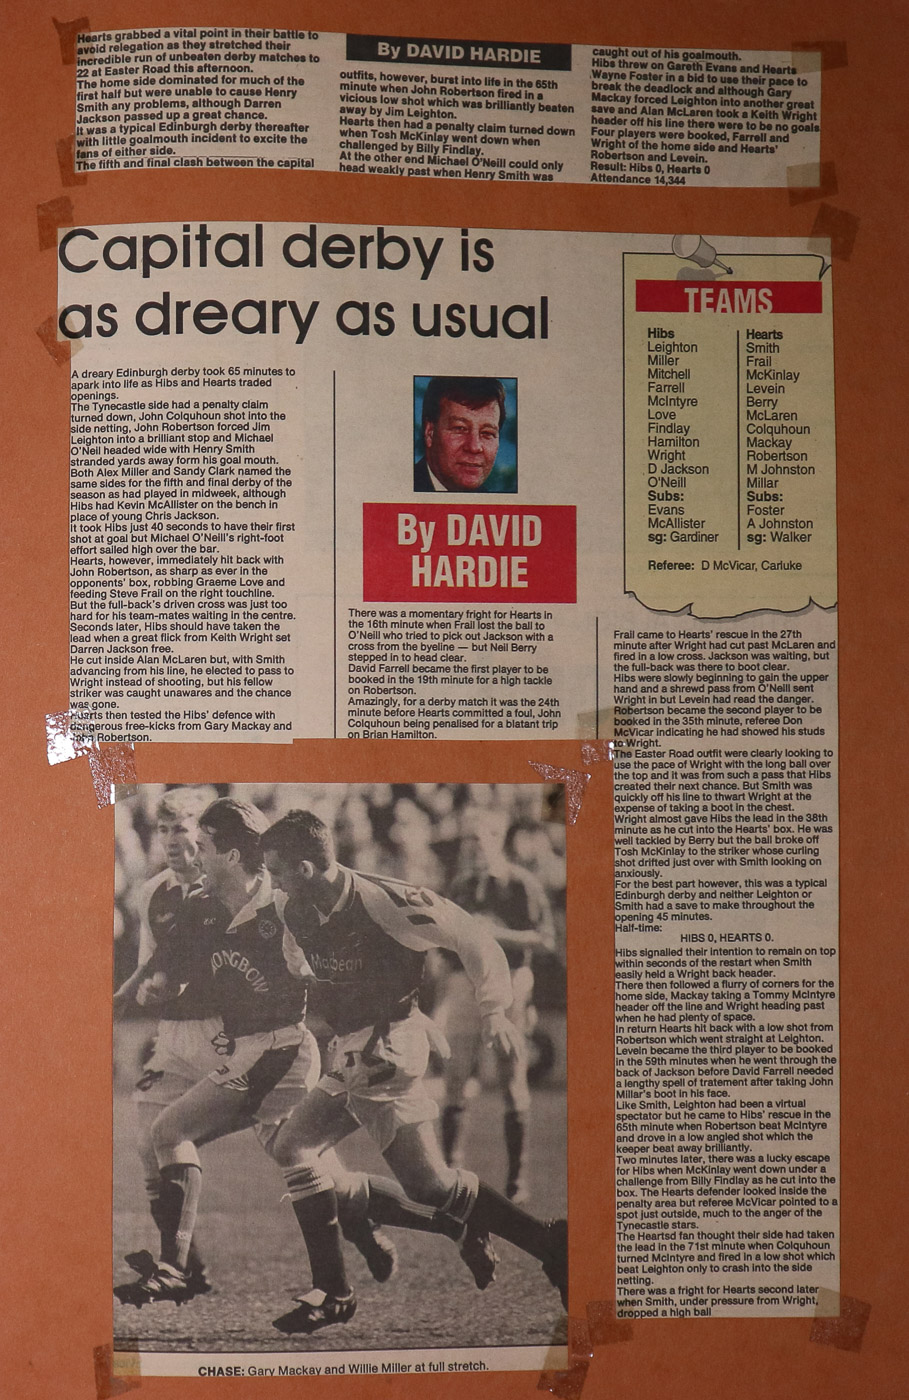 Hearts grabbed a vital point in their battle to
avoid relegation as they stretched their
incredible run of unbeaten derby matches to
22 at Easter Road this afternoon.
The home side dominated for much of the
first half but were unable to cause Henry
Smith any problems, although Darren
Jackson passed up a great chance.
It was a typical Edinburgh derby thereafter
with little goalmouth incident to excite the
fans of either side.
The fifth and final clash between the capital
By DAVID HARDIE
outfits, however, burst into life in the 65th
minute when John Robertson fired in a
vicious low shot which was brilliantly beaten
away by Jim Leighton.
Hearts then had a penalty claim turned down
when Tosh McKinlay went down when
challenged by Billy Findlay.
At the other end Michael O'Neill could only
head weakly past when Henry Smith was
caught out of his goalmouth.
Hibs threw on Gareth Evans and Hearts
Wayne Foster in a bid to use their pace to
break the deadlock and although Gary
Mackay forced Leighton into another great
save and Alan McLaren took a Keith Wright
header off his line there were to be no goals
Four players were booked, Farrell and
Wright of the home side and Hearts'
Robertson and Levein.
Result: Hibs 0, Hearts 0
Attendance 14,344
Capital derby is
as dreary as usual
A dreary Edinburgh derby took 65 minutes to
spark into life as Hibs and Hearts traded
openings.
The Tynecastle side had a penalty claim
turned down, John Colquhoun shot into the
side netting, John Robertson forced Jim
Leighton into a brilliant stop and Michael
O'Neil headed wide with Henry Smith
stranded yards away form his goal mouth.
Both Alex Miller and Sandy Clark named the
same sides for the fifth and final derby of the
season as had played in midweek, although
Hibs had Kevin McAllister on the bench in
place of young Chris Jackson.
It took Hibs just 40 seconds to have their first
shot at goal but Michael O'Neill's right-foot
effort sailed high over the bar.
Hearts, however, immediately hit back with
John Robertson, as sharp as ever in the
opponents' box, robbing Graeme Love and
feeding Steve Frail on the right touchline.
But the full-back's driven cross was just too
hard for his team-mates waiting in the centre.
Seconds later, Hibs should have taken the
lead when a great flick from Keith Wright set
Darren Jackson free.
He cut inside Alan McLaren but, with Smith
advancing from his line, he elected to pass to
Wright instead of shooting, but his fellow
striker was caught unawares and the chance
was gone.
Hearts then tested the Hibs' defence with
dangerous free-kicks from Gary Mackay and
John Robertson.
By DAVID
HARDIE
There was a momentary fright for Hearts in
the 16th minute when Frail lost the ball to
O'Neill who tried to pick out Jackson with a
cross from the byeline — but Neil Berry
stepped in to head clear.
David Farrell became the first player to be
booked in the 19th minute for a high tackle
on Robertson.
Amazingly, for a derby match it was the 24th
minute before Hearts committed a foul, John
Colquhoun being penalised for a blatant trip
on Brian Hamilton.
TEAMS
Hibs
Leighton
Miller
Mitchell
Farrell
McIntyre
Love
Findlay
Hamilton
Wright
D Jackson
O'Neill
Subs:
Evans
McAllister
sg: Gardiner
Hearts
Smith
Frail
McKinlay
Levein
Berry
McLaren
Colquhoun
Mackay
Robertson
M Johnston
Millar
Subs:
Foster
A Johnston
sg: Walker
Referee: D McVicar, Carluke
Frail came to Hearts' rescue in the 27th
minute after Wright had cut past McLaren and
fired in a low cross. Jackson was waiting, but
the full-back was there to boot clear.
Hibs were slowly beginning to gain the upper
hand and a shrewd pass from O'Neill sent
Wright in but Levein had read the danger.
Robertson became the second player to be
booked in the 35th minute, referee Don
McVicar indicating he had showed his studs
to Wright.
The Easter Road outfit were clearly looking to
use the pace of Wright with the long ball over
the top and it was from such a pass that Hibs
created their next chance. But Smith was
quickly off his line to thwart Wright at the
expense of taking a boot in the chest.
Wright almost gave Hibs the lead in the 38th
minute as he cut into the Hearts' box. He was
well tackled by Berry but the ball broke off
Tosh McKinlay to the striker whose curling
shot drifted just over with Smith looking on
anxiously.
For the best part however, this was a typical
Edinburgh derby and neither Leighton or
Smith had a save to make throughout the
opening 45 minutes.
Half-time:
HIBS 0, HEARTS 0.
Hibs signalled their intention to remain on top
within seconds of the restart when Smith
easily held a Wright back header.
There then followed a flurry of corners for the
home side, Mackay taking a Tommy McIntyre
header off the line and Wright heading past
when he had plenty of space.
In return Hearts hit back with a low shot from
Robertson which went straight at Leighton.
Levein became the third player to be booked
in the 59th minutes when he went through the
back of Jackson before David Farrell needed
a lengthy spell of tratement after taking John
Millar's boot in his face.
Like Smith, Leighton had been a virtual
spectator but he came to Hibs' rescue in the
65th minute when Robertson beat McIntyre
and drove in a low angled shot which the
keeper beat away brilliantly.
Two minutes later, there was a lucky escape
for Hibs when McKinlay went down under a
challenge from Billy Findlay as he cut into the
box. The Hearts defender looked inside the
penalty area but referee McVicar pointed to a
spot just outside, much to the anger of the
Tynecastle stars.
The Heartsd fan thought their side had taken
the lead in the 71st minute when Colquhoun
turned McIntyre and fired in a low shot which
beat Leighton only to crash into the side
netting.
There was a fright for Hearts second later
when Smith, under pressure from Wright,
dropped a high ball
LONGBOW
Macbean
CHASE: Gary Mackay and Willie Miller at full stretch.